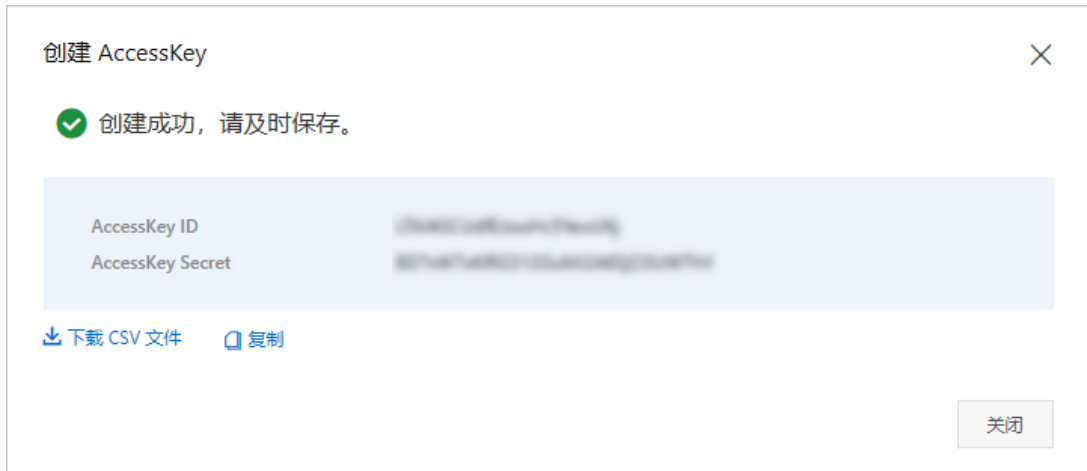 创建 AccessKey
创建成功，请及时保存。
AccessKey ID
AccessKey Secret
下载 CSV 文件 复制
关闭